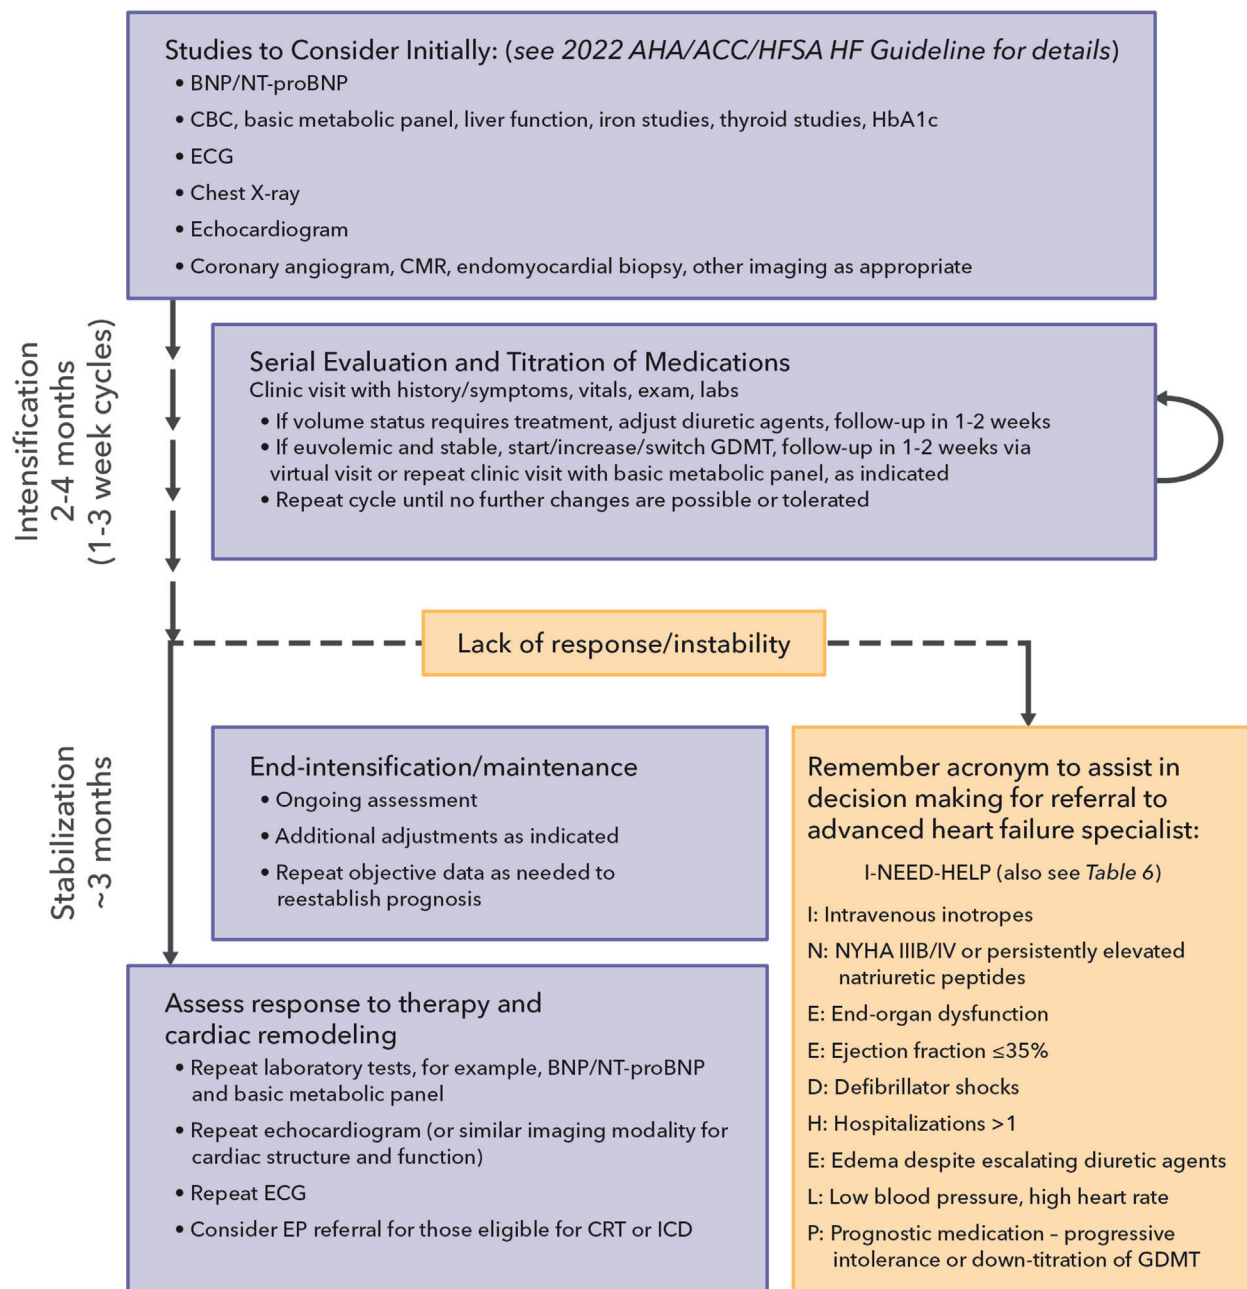 Studies to Consider Initially: (see 2022 AHA/ACC/HFSA HF Guideline for details)
• BNP/NT-proBNP
• CBC, basic metabolic panel, liver function, iron studies, thyroid studies, HbA1c
• ECG
• Chest X-ray
• Echocardiogram
• Coronary angiogram, CMR, endomyocardial biopsy, other imaging as appropriate
Intensification
2-4 months
(1-3 week cycles)
Serial Evaluation and Titration of Medications
Clinic visit with history/symptoms, vitals, exam, labs
• If volume status requires treatment, adjust diuretic agents, follow-up in 1-2 weeks
• If euvolemic and stable, start/increase/switch GDMT, follow-up in 1-2 weeks via
virtual visit or repeat clinic visit with basic metabolic panel, as indicated
• Repeat cycle until no further changes are possible or tolerated
Lack of response/instability
Stabilization
~3 months
End-intensification/maintenance
• Ongoing assessment
• Additional adjustments as indicated
• Repeat objective data as needed to
reestablish prognosis
Assess response to therapy and
cardiac remodeling
• Repeat laboratory tests, for example, BNP/NT-proBNP
and basic metabolic panel
• Repeat echocardiogram (or similar imaging modality for
cardiac structure and function)
• Repeat ECG
• Consider EP referral for those eligible for CRT or ICD
Remember acronym to assist in
decision making for referral to
advanced heart failure specialist:
I-NEED-HELP (also see Table 6)
I: Intravenous inotropes
N: NYHA IIIB/IV or persistently elevated
natriuretic peptides
E: End-organ dysfunction
E: Ejection fraction ≤35%
D: Defibrillator shocks
H: Hospitalizations >1
E: Edema despite escalating diuretic agents
L: Low blood pressure, high heart rate
P: Prognostic medication – progressive
intolerance or down-titration of GDMT